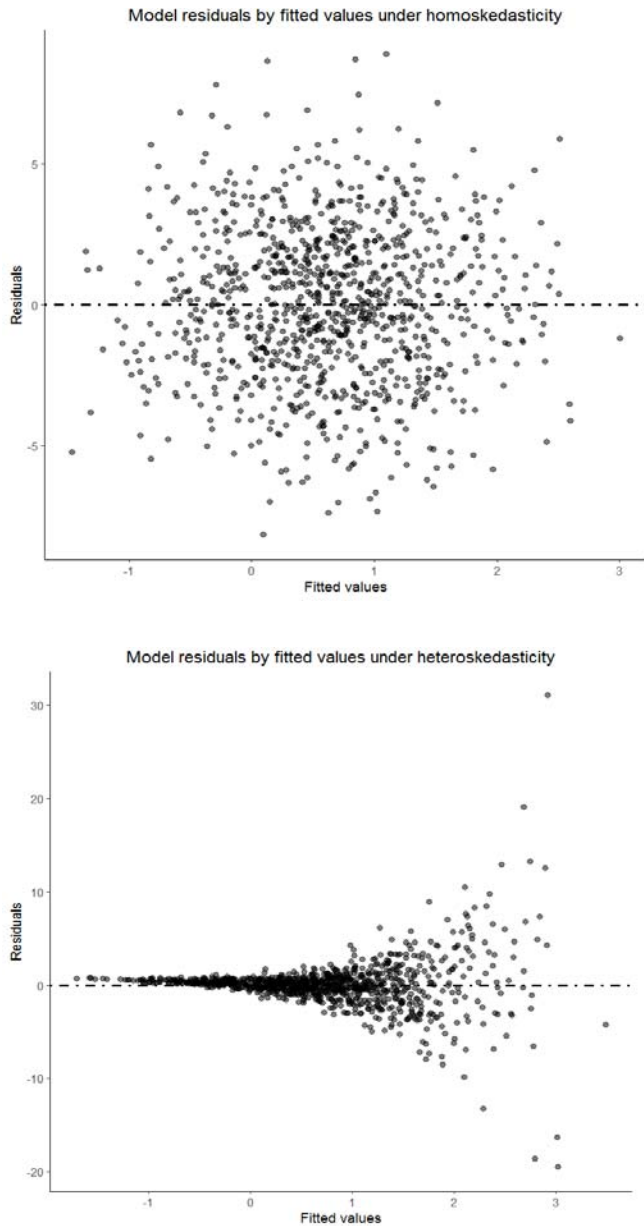 Model residuals by fitted values under homoskedasticity
5
0
-5
Residuals
-1 0 1 2 3
Fitted values
Model residuals by fitted values under heteroskedasticity
30
20
10
0
-10
-20
Residuals
-1 0 1 2 3
Fitted values